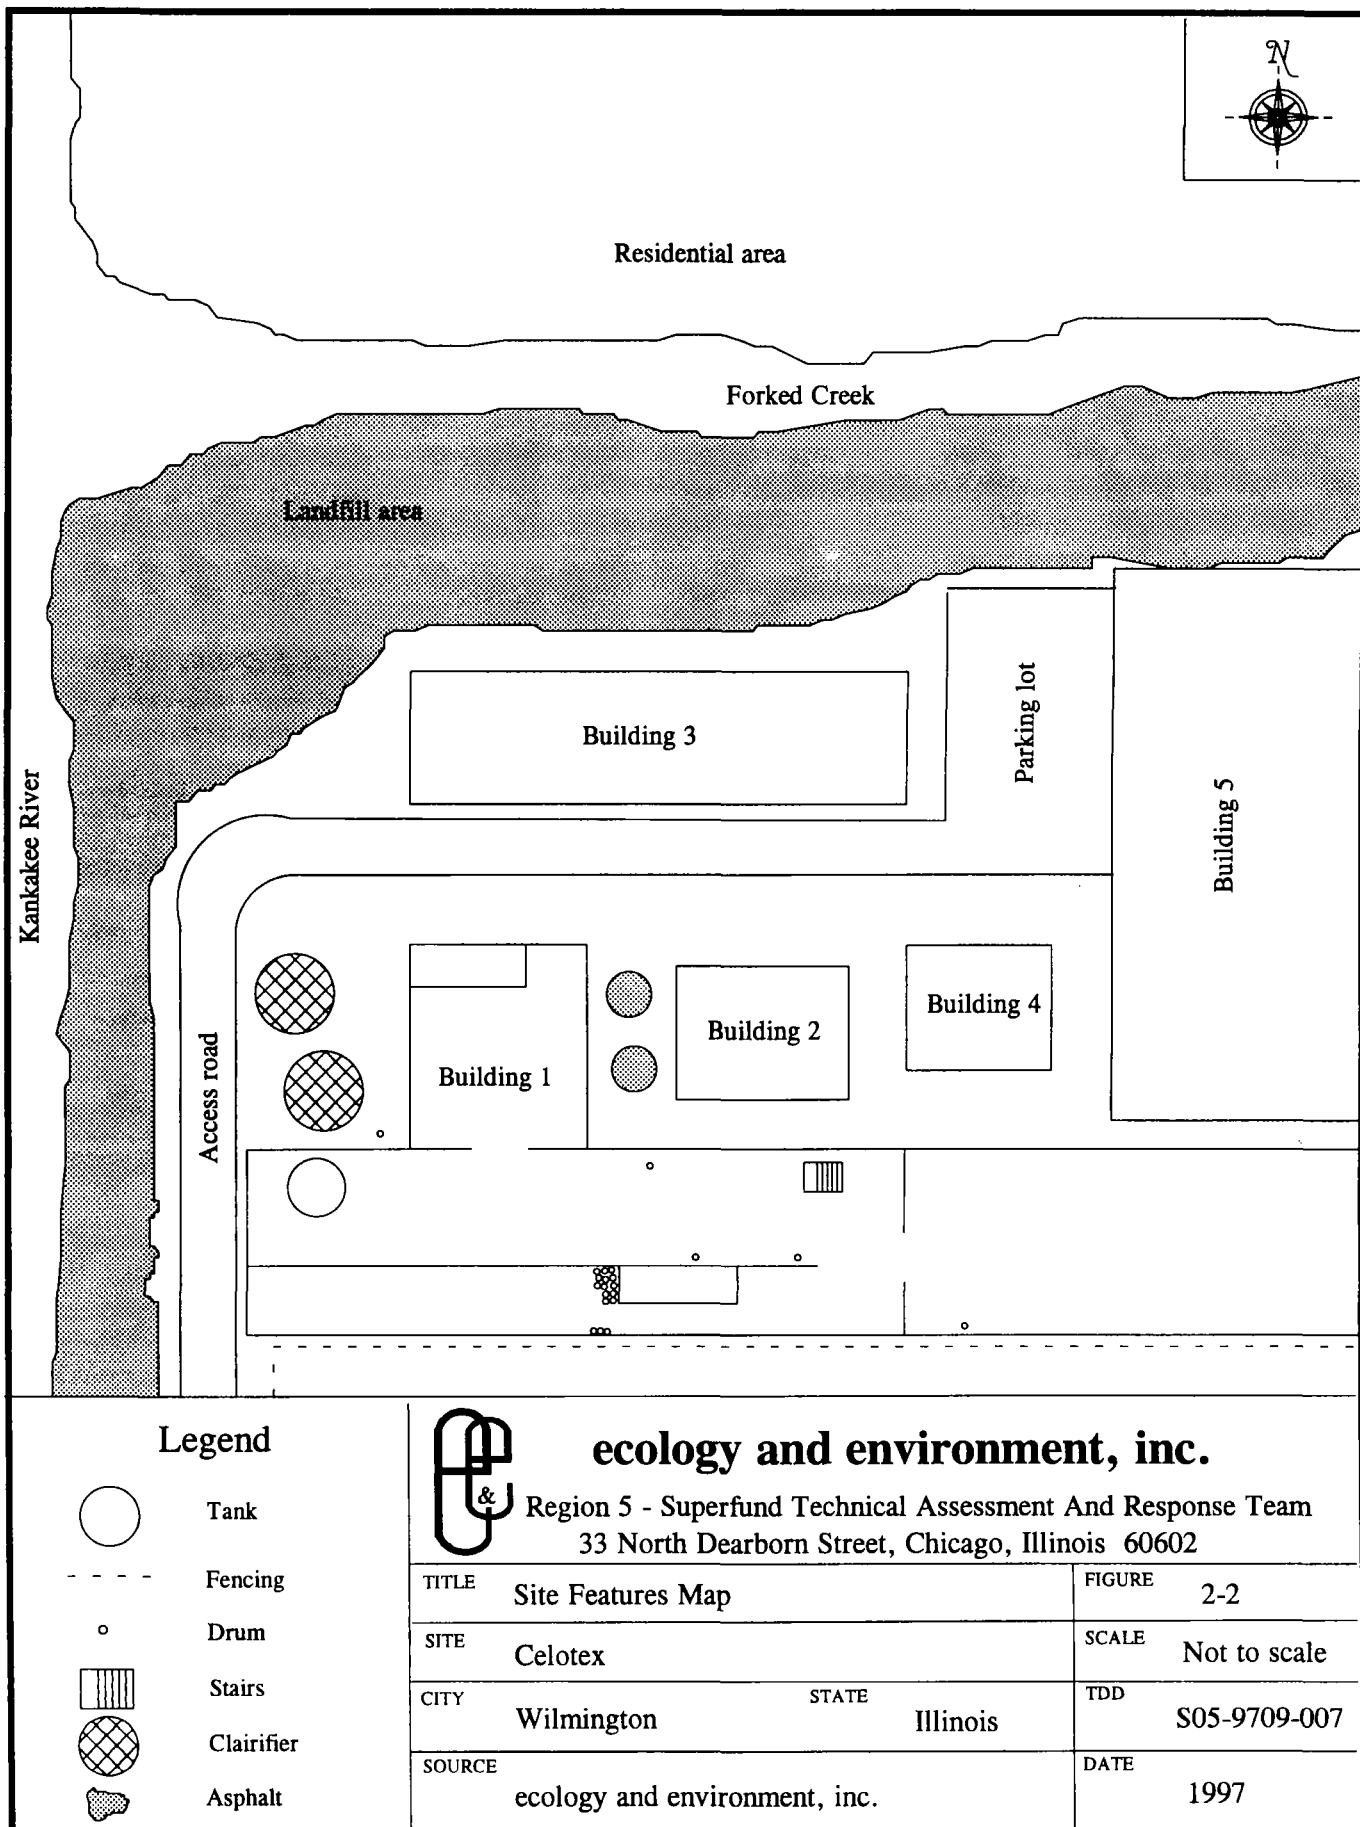 N
Residential area
Forked Creek
Landfill area
Building 3
Parking lot
Building 5
Kankakee River
Building 4
Building 2
Building 1
Access road
Legend
Tank
Fencing
Drum
Stairs
Clairifier
Asphalt
e e & e
ecology and environment, inc.
Region 5 - Superfund Technical Assessment And Response Team
33 North Dearborn Street, Chicago, Illinois 60602
TITLE Site Features Map
FIGURE 2-2
SITE Celotex
SCALE Not to scale
CITY Wilmington STATE Illinois
TDD S05-9709-007
SOURCE ecology and environment, inc.
DATE 1997